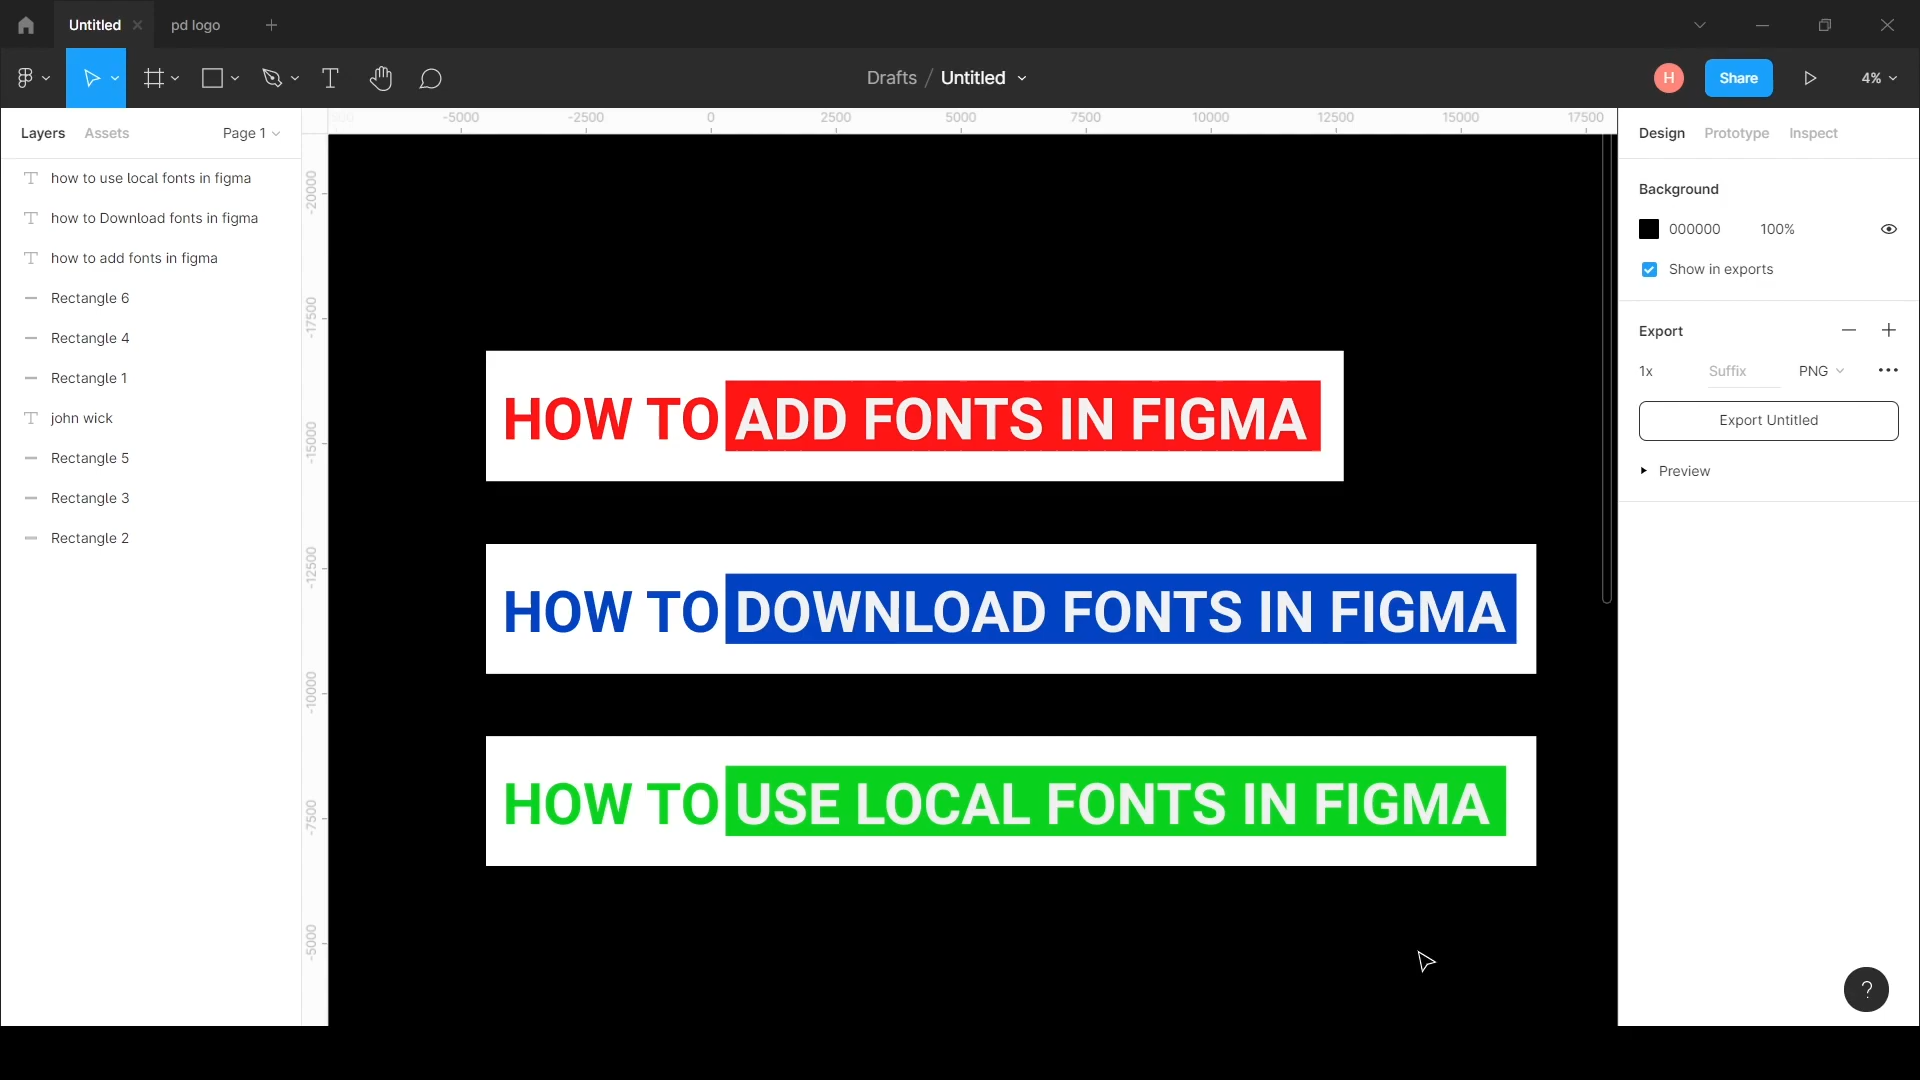 Untitled
pd logo
Drafts / Untitled
H
Share
4%
Layers
Assets
Page 1
-5000
-2500
0
2500
5000
7500
10000
12500
15000
17500
Design
Prototype
Inspect
how to use local fonts in figma
how to Download fonts in figma
how to add fonts in figma
Rectangle 6
Rectangle 4
Rectangle 1
john wick
Rectangle 5
Rectangle 3
Rectangle 2
-20000
-17500
-15000
-12500
-10000
-7500
-5000
HOW TO ADD FONTS IN FIGMA
HOW TO DOWNLOAD FONTS IN FIGMA
HOW TO USE LOCAL FONTS IN FIGMA
Background
000000 100%
Show in exports
Export
1x Suffix PNG
Export Untitled
Preview
?